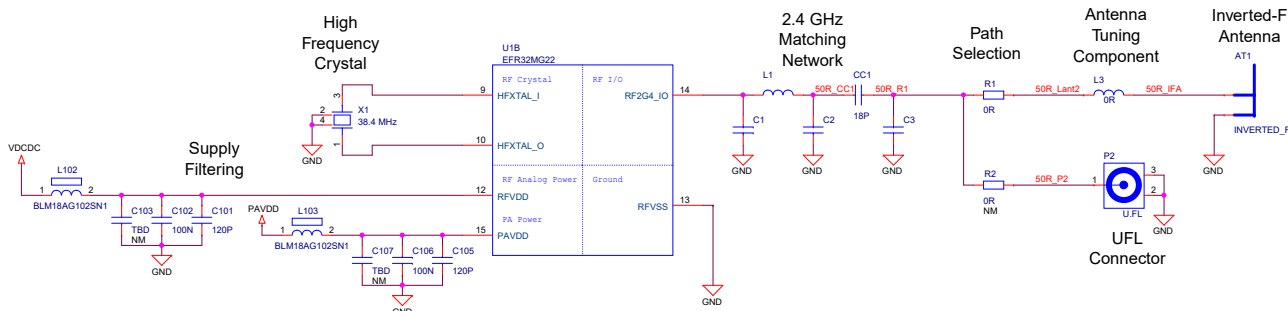 High
Frequency
Crystal
2.4 GHz
Matching
Network
Path
Selection
Antenna
Tuning
Component
Inverted-F
Antenna
Supply
Filtering
UFL
Connector
U1B
EFR32MG22
RF Crystal
RF I/O
9
HFXTAL_I
10
HFXTAL_O
RF2G4_IO
14
RF Analog Power
Ground
12
RFVDD
RFVSS
13
PA Power
15
PAVDD
3
2
4
1
X1
38.4 MHz
GND
VDCDC
L102
1
2
BLM18AG102SN1
C103
TBD
NM
C102
100N
C101
120P
GND
PAVDD
L103
1
2
BLM18AG102SN1
C107
TBD
NM
C106
100N
C105
120P
GND
GND
L1
50R_CC1
CC1
18P
50R_R1
C1
C2
C3
GND
GND
GND
R1
0R
50R_Lant2
L3
0R
50R_IFA
AT1
INVERTED_F
GND
R2
0R
NM
50R_P2
P2
1
3
2
U.FL
GND